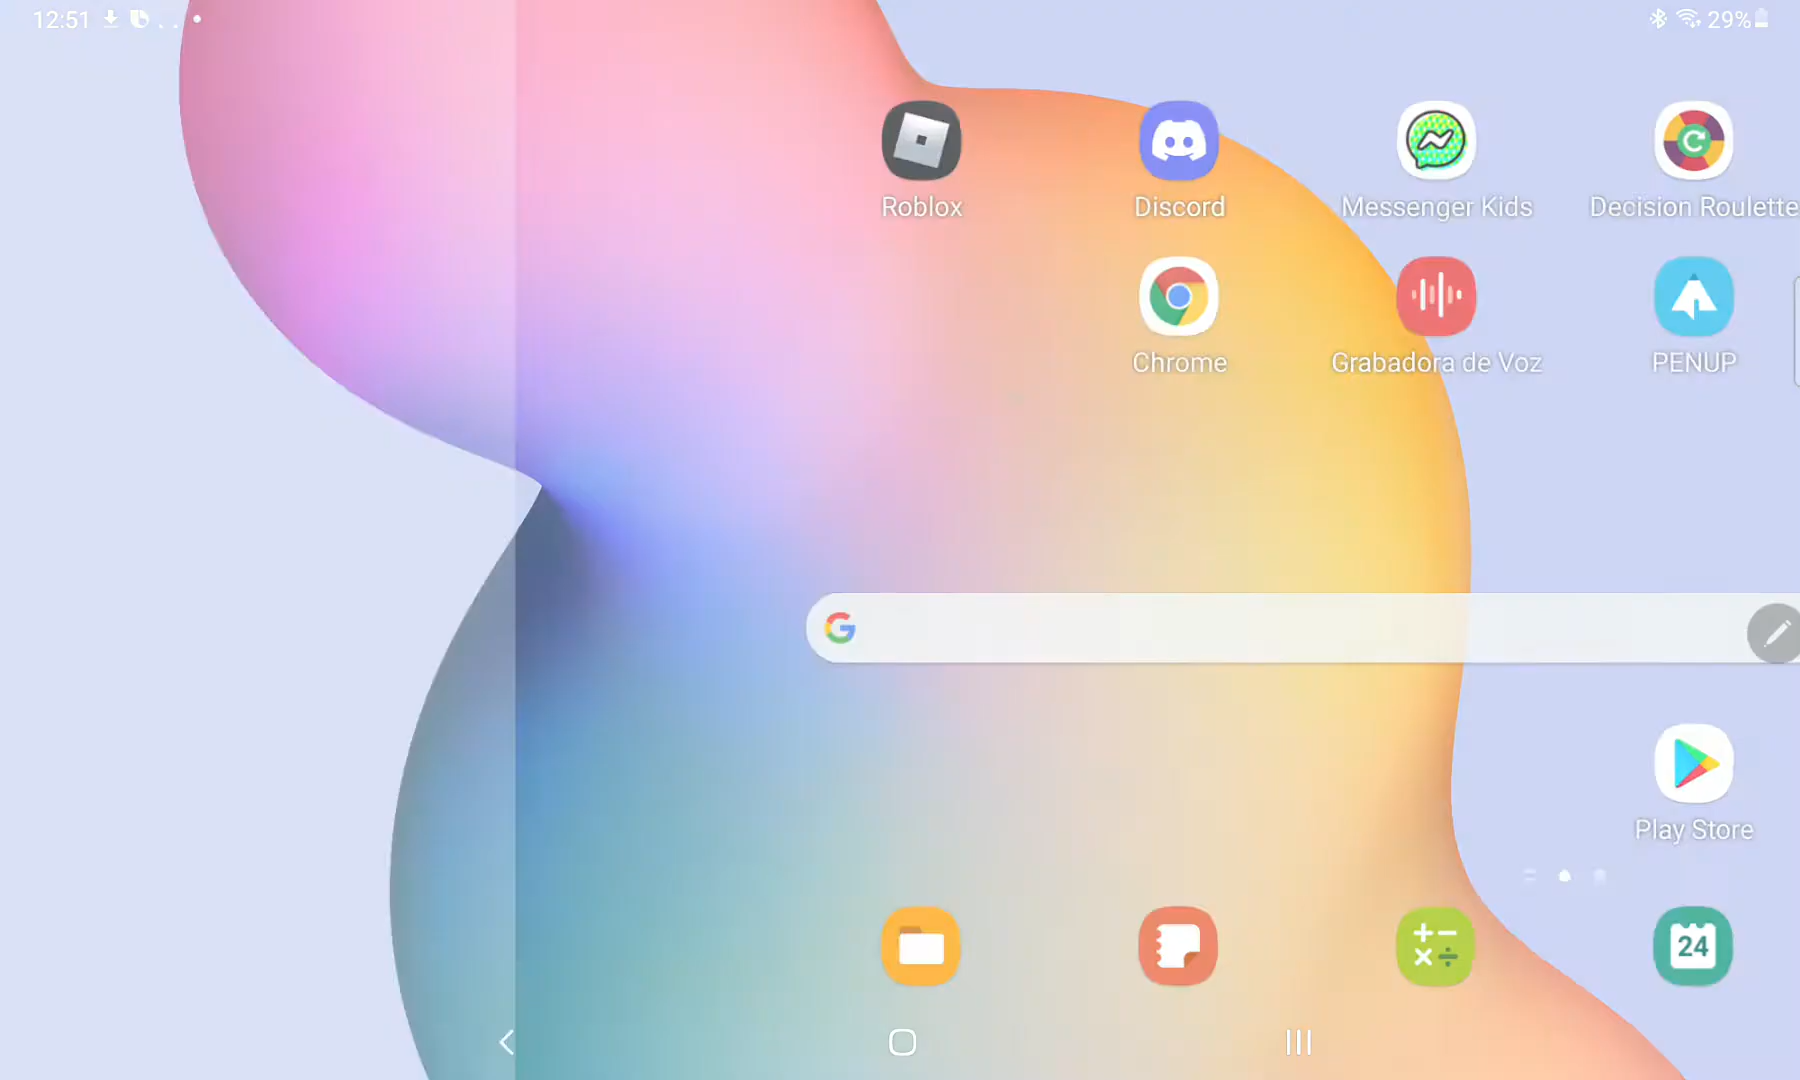 12:51
29%
Roblox
Discord
Messenger Kids
Decision Roulette
Chrome
Grabadora de Voz
PENUP
Play Store
24